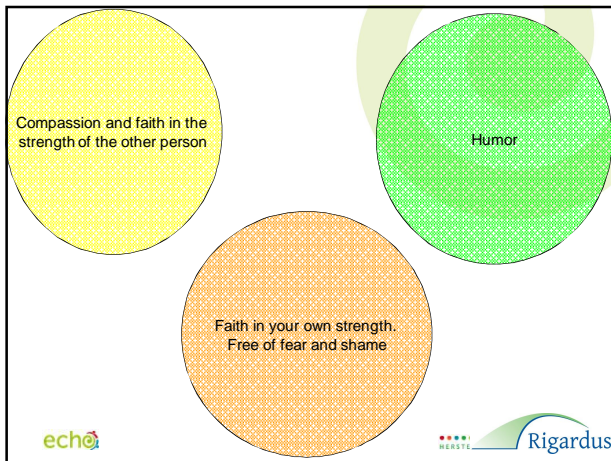 Compassion and faith in the
strength of the other person
Humor
Faith in your own strength.
Free of fear and shame
echo
HERSTE
Rigardus